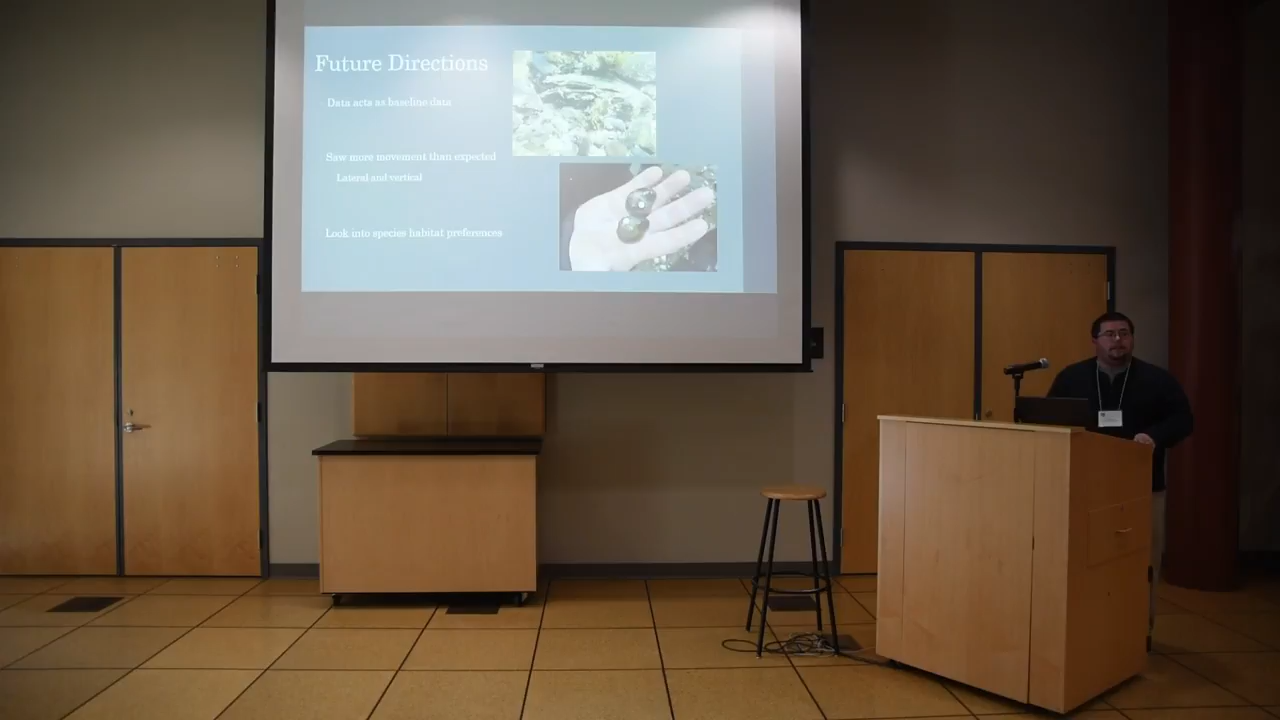 Future Directions
Data acts as baseline data
Saw more movement than expected
Lateral and vertical
Look into species habitat preferences